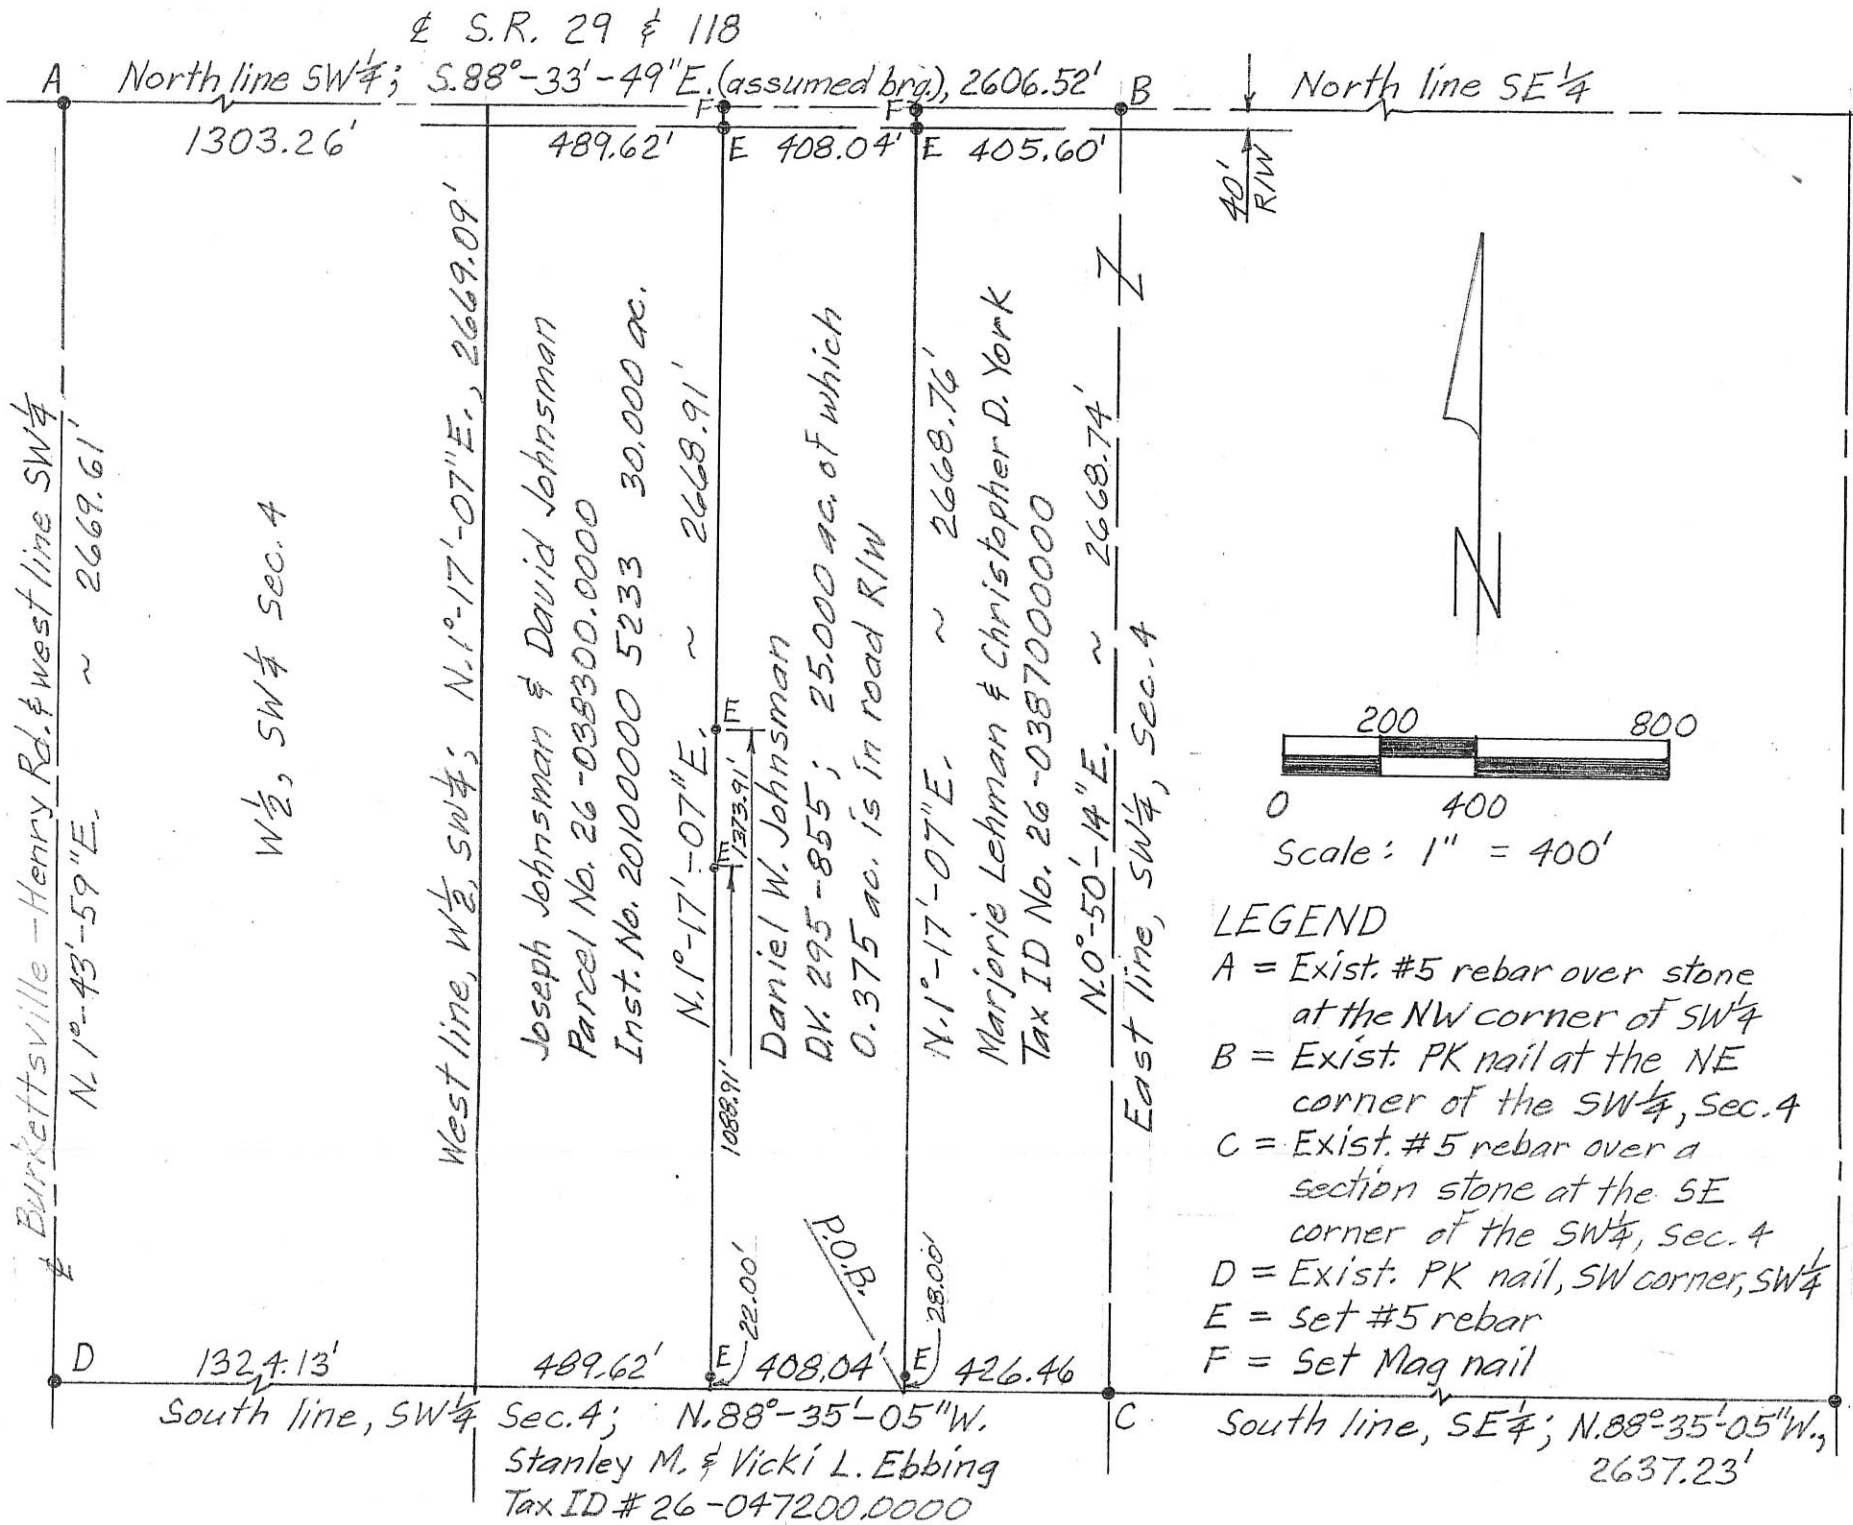 ℄ S.R. 29 & 118
North line SW¼; S.88°-33'-49"E.(assumed brg.), 2606.52'
North line SE¼
A
B
F
F
1303.26'
489.62'
E
408.04'
E
405.60'
40'
R/W
℄ Burkettsville-Henry Rd. & west line SW¼
N.1°-43'-59"E. ~ 2669.61'
W½, SW¼ Sec.4
West line, W½, SW¼; N.1°-17'-07"E., 2669.09'
Joseph Johnsman & David Johnsman
Parcel No. 26-038300.0000
Inst. No. 20100000 5233 30.000 ac.
N.1°-17'-07"E. ~ 2668.91'
E
E
1373.91'
1088.91'
Daniel W. Johnsman
D.V. 295-855; 25.000 ac. of which
0.375 ac. is in road R/W
N.1°-17'-07"E. ~ 2668.76'
Marjorie Lehman & Christopher D. York
Tax ID No. 26-0387000000
N.0°-50'-14"E. ~ 2668.74'
East line, SW¼, Sec.4
N
200 800
0 400
Scale: 1" = 400'
LEGEND
A = Exist. #5 rebar over stone
at the NW corner of SW¼
B = Exist. PK nail at the NE
corner of the SW¼, Sec.4
C = Exist. #5 rebar over a
section stone at the SE
corner of the SW¼, Sec.4
D = Exist. PK nail, SW corner, SW¼
E = Set #5 rebar
F = Set Mag nail
P.O.B.
22.00'
28.00'
D
1324.13'
489.62'
E
408.04'
E
426.46
C
South line, SW¼ Sec.4; N.88°-35'-05"W.
Stanley M. & Vicki L. Ebbing
Tax ID # 26-047200.0000
South line, SE¼; N.88°-35'-05"W.,
2637.23'